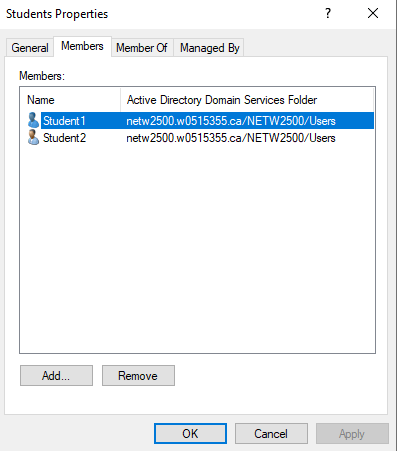 Students Properties
?
General Members Member Of Managed By
Members:
Name Active Directory Domain Services Folder
Student1 netw2500.w0515355.ca/NETW2500/Users
Student2 netw2500.w0515355.ca/NETW2500/Users
Add... Remove
OK Cancel Apply